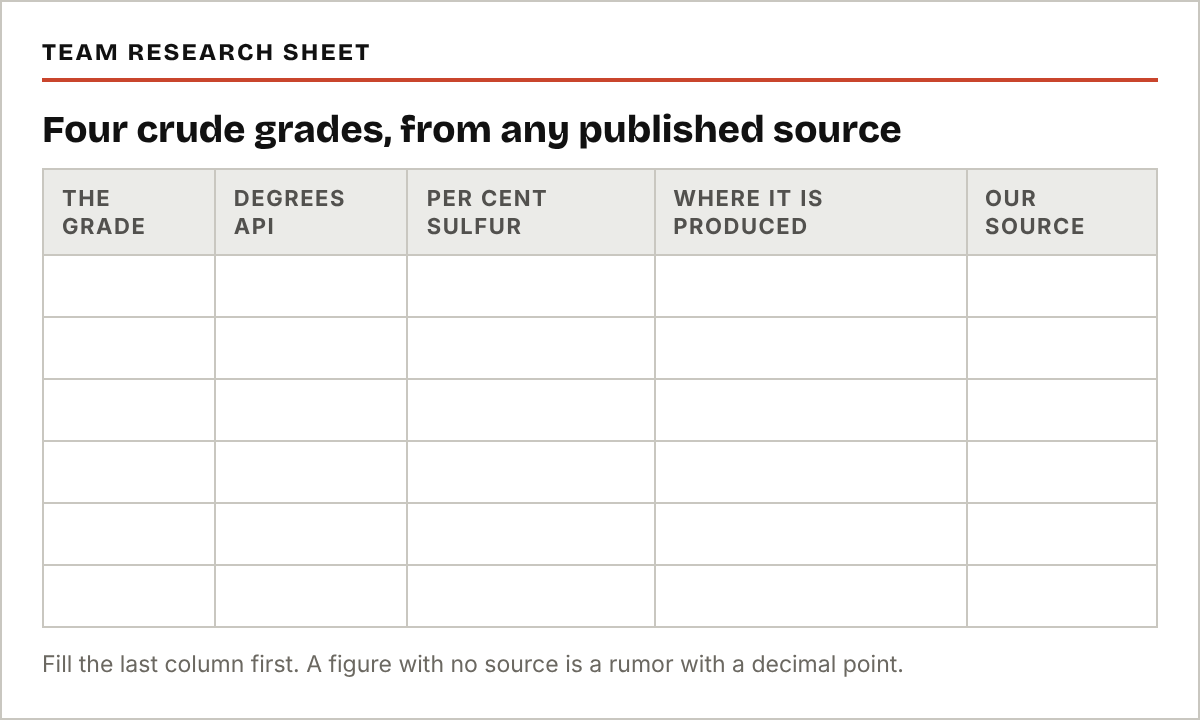 TEAM RESEARCH SHEET
Four crude grades, from any published source
THE GRADE
DEGREES API
PER CENT SULFUR
WHERE IT IS PRODUCED
OUR SOURCE
Fill the last column first. A figure with no source is a rumor with a decimal point.